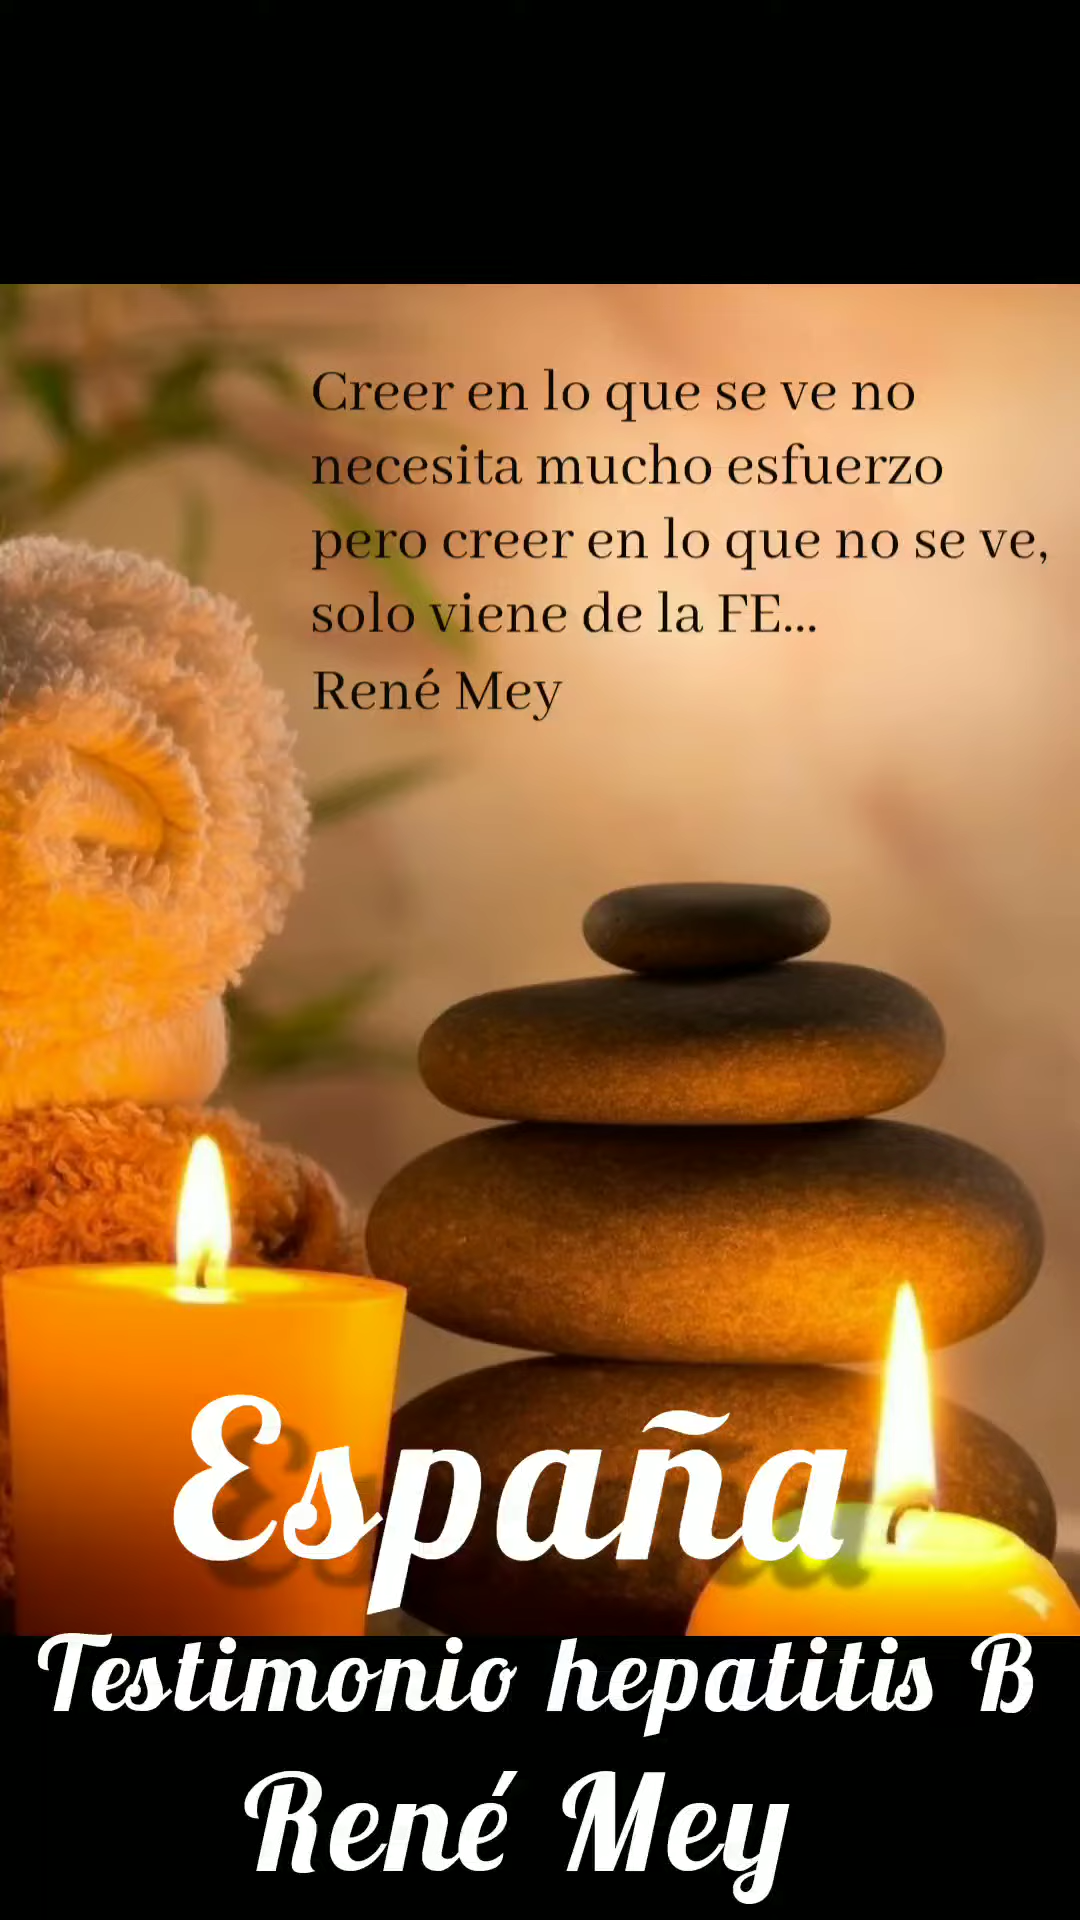 Creer en lo que se ve no
necesita mucho esfuerzo
pero creer en lo que no se ve,
solo viene de la FE...
René Mey
España
Testimonio hepatitis B
René Mey